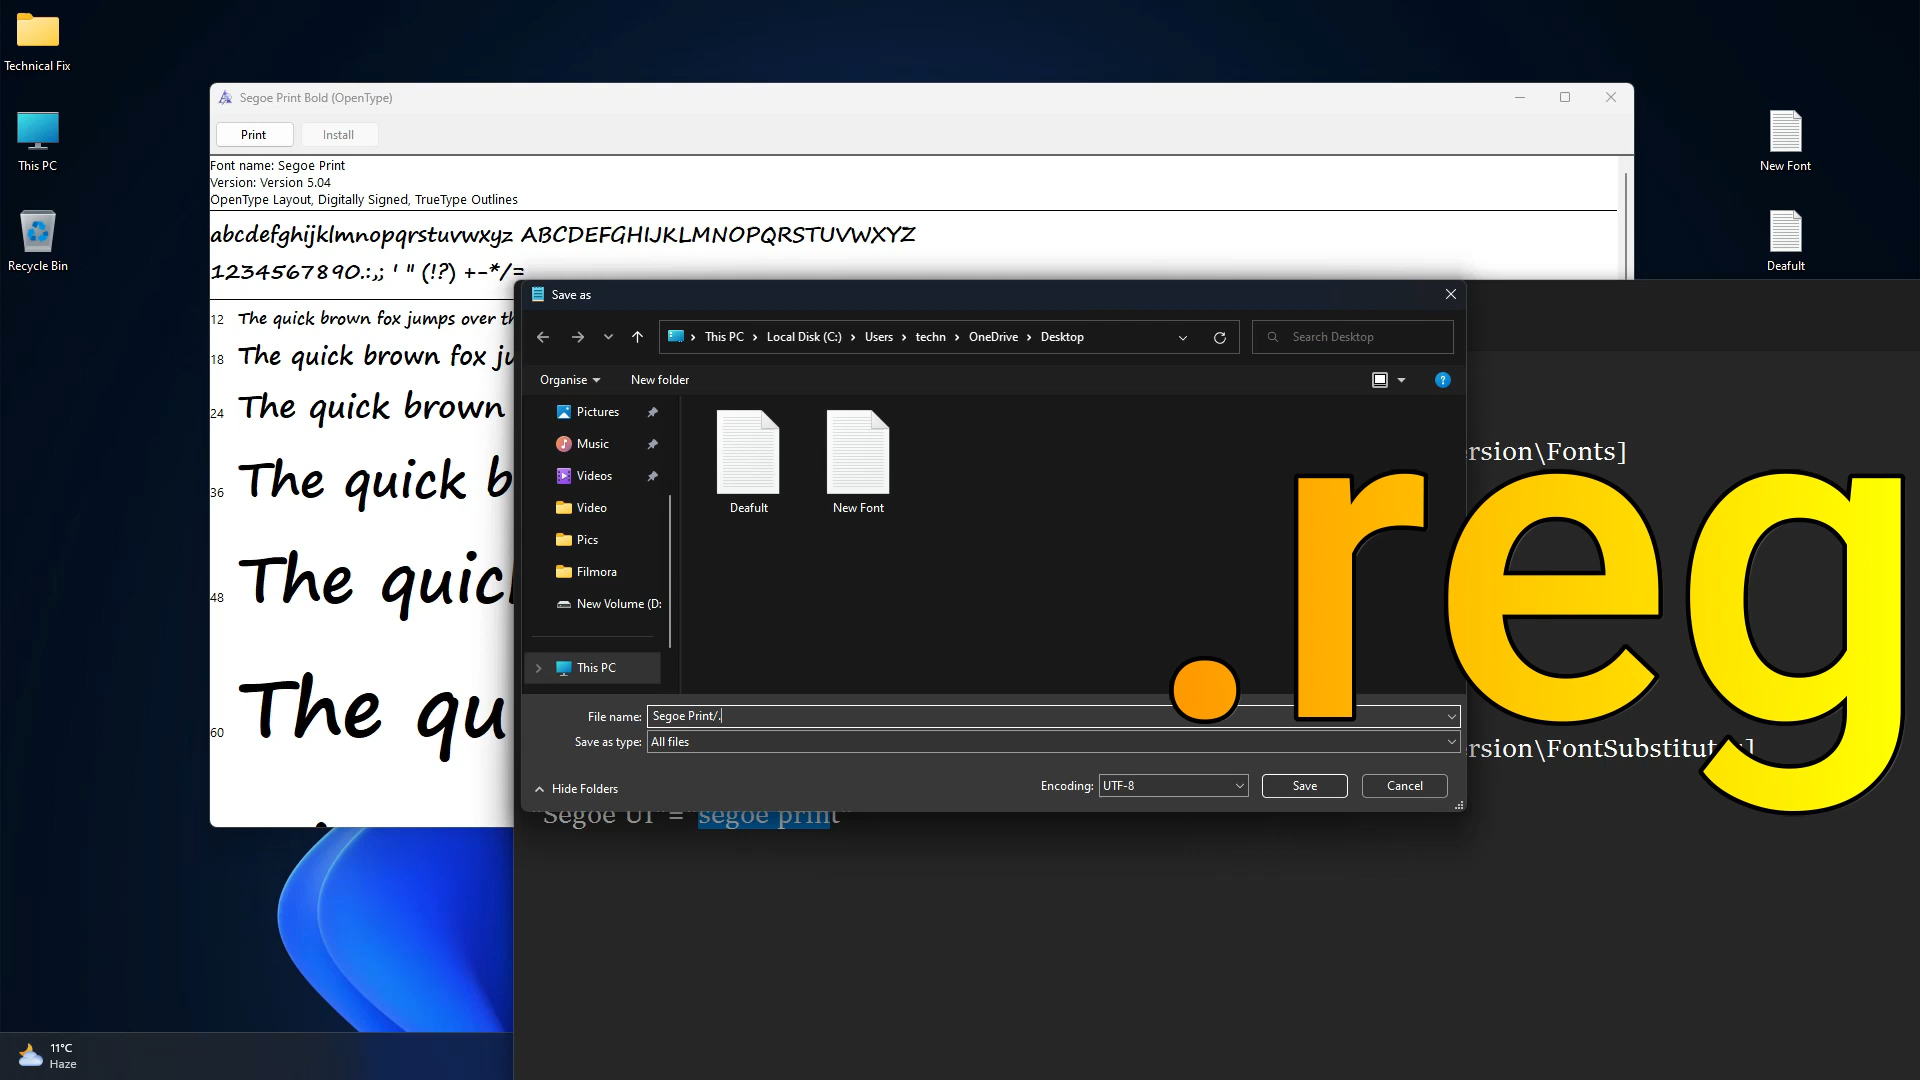 Technical Fix
This PC
Recycle Bin
Segoe Print Bold (OpenType)
Print
Install
Font name: Segoe Print
Version: Version 5.04
OpenType Layout, Digitally Signed, TrueType Outlines
abcdefghijklmnopqrstuvwxyz ABCDEFGHIJKLMNOPQRSTUVWXYZ
1234567890.:,; ' " (!?) +-*/=
12 The quick brown fox jumps over th
18 The quick brown fox ju
24 The quick brown
36 The quick b
48 The quick
60 The qu
New Font
Deafult
Save as
This PC > Local Disk (C:) > Users > techn > OneDrive > Desktop
Search Desktop
Organise
New folder
Pictures
Music
Videos
Video
Pics
Filmora
New Volume (D:
This PC
Deafult
New Font
File name: Segoe Print/.
Save as type: All files
Hide Folders
Encoding: UTF-8
Save
Cancel
rsion\Fonts]
.reg
"Segoe UI"="segoe print"
11°C
Haze